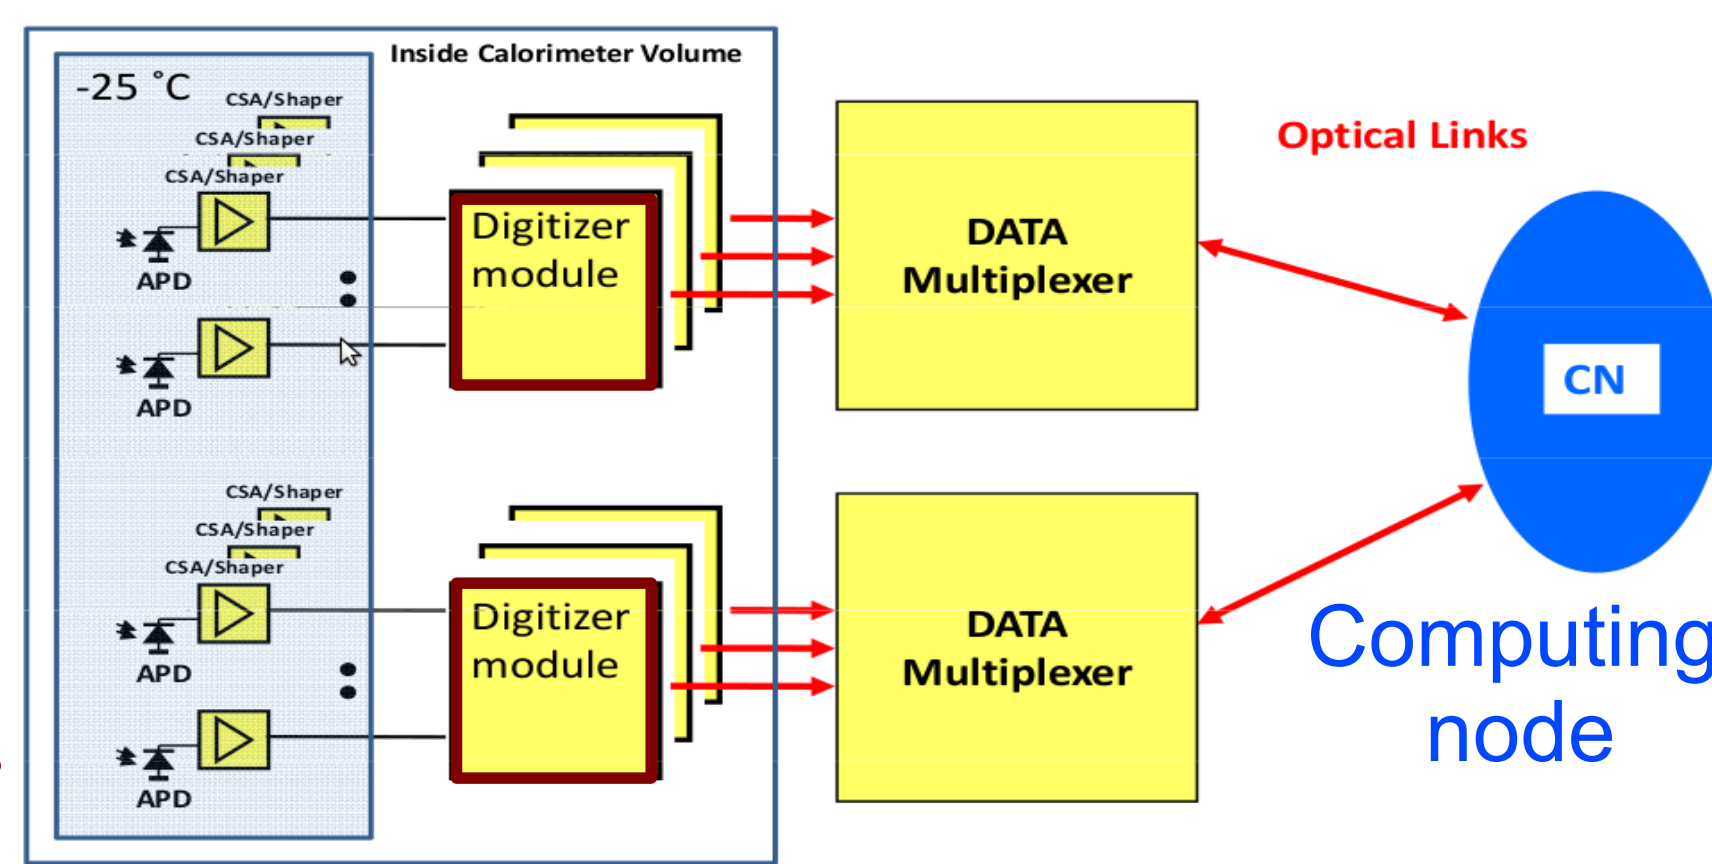 Inside Calorimeter Volume
-25 ˚C
CSA/Shaper
CSA/Shaper
CSA/Shaper
APD
APD
Digitizer
module
DATA
Multiplexer
Optical Links
CN
CSA/Shaper
CSA/Shaper
CSA/Shaper
APD
APD
Digitizer
module
DATA
Multiplexer
Computing
node